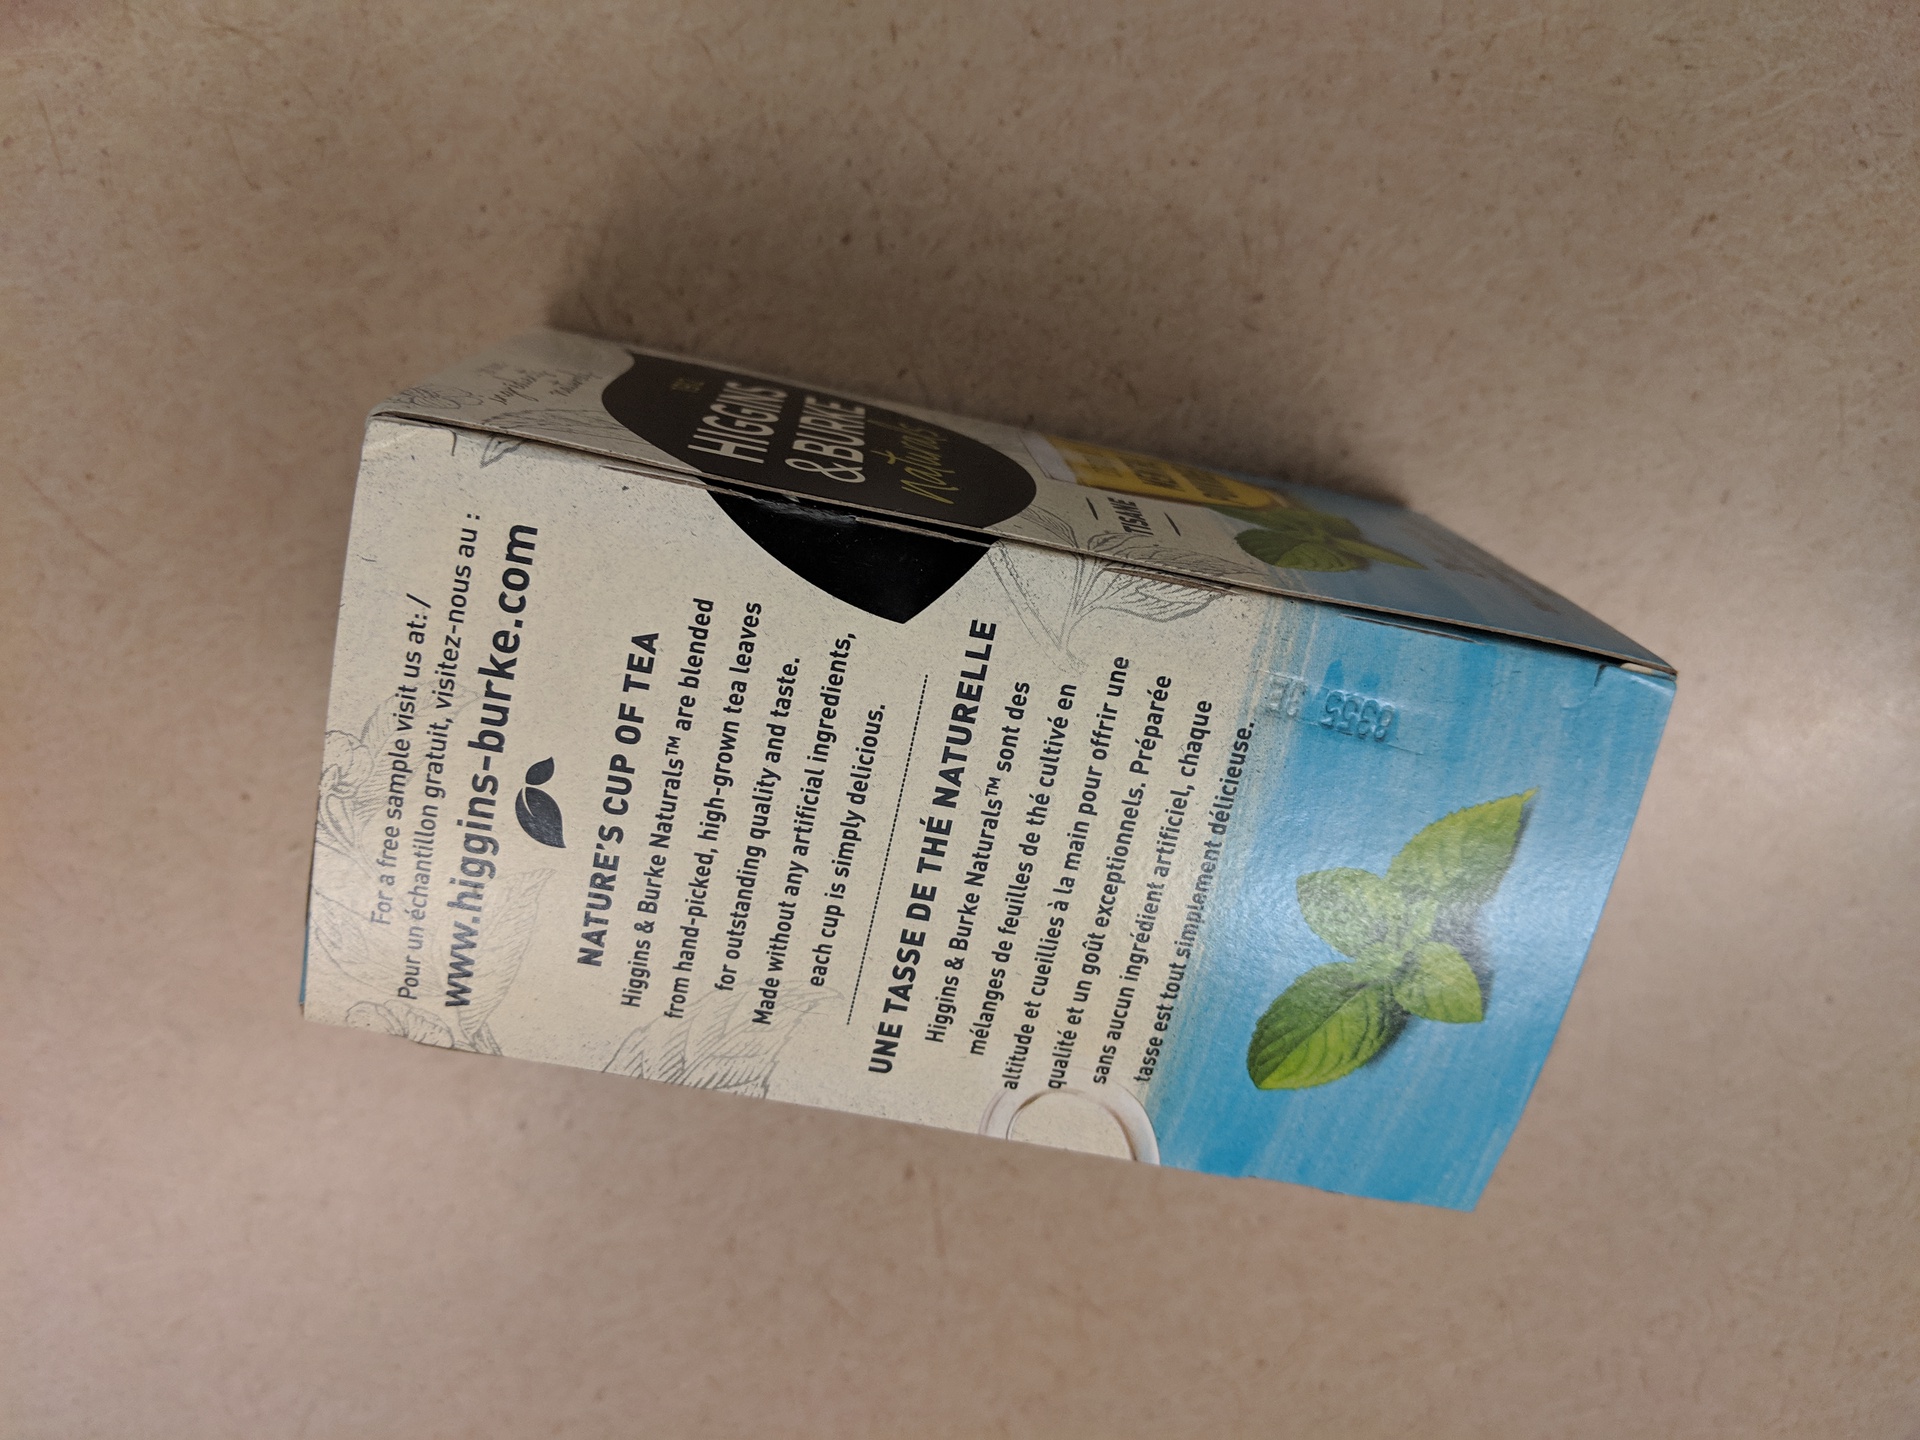 For a free sample visit us at: /
Pour un échantillon gratuit, visitez-nous au :
www.higgins-burke.com
NATURE'S CUP OF TEA
Higgins & Burke Naturals™ are blended
from hand-picked, high-grown tea leaves
for outstanding quality and taste.
Made without any artificial ingredients,
each cup is simply delicious.
UNE TASSE DE THÉ NATURELLE
Higgins & Burke Naturals™ sont des
mélanges de feuilles de thé cultivé en
altitude et cueillies à la main pour offrir une
qualité et un goût exceptionnels. Préparée
sans aucun ingrédient artificiel, chaque
tasse est tout simplement délicieuse.
8355 3E
HIGGINS
& BURKE
naturals
TISANE